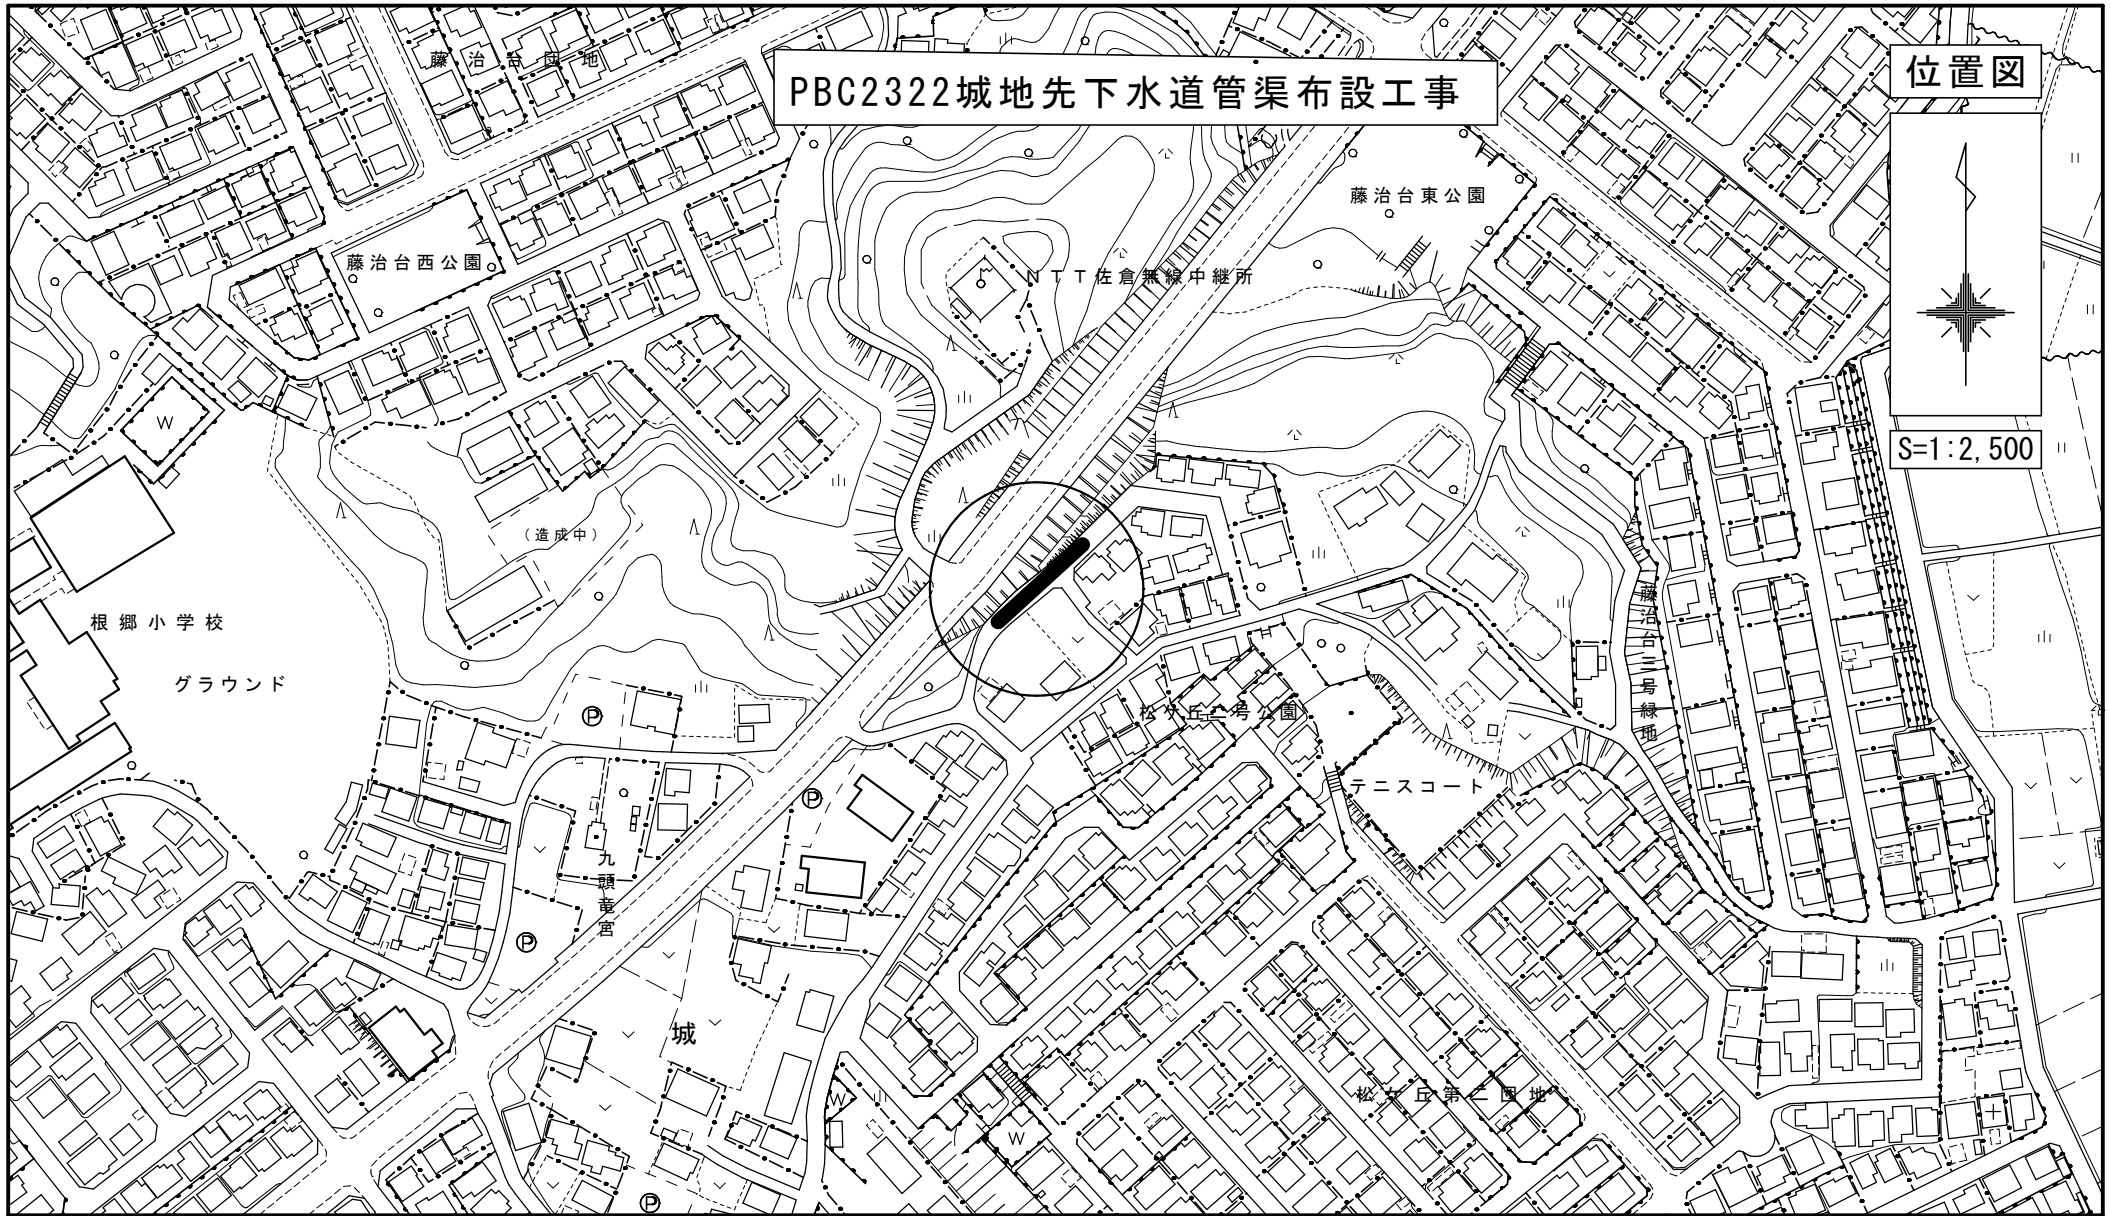 藤治台団地
PBC2322城地先下水道管渠布設工事
位置図
藤治台東公園
藤治台西公園
NTT佐倉無線中継所
S=1:2,500
W
(造成中)
根郷小学校
藤治台三号緑地
グラウンド
P
松ケ丘二号公園
テニスコート
P
九頭竜宮
P
城
松ケ丘第二団地
W
W
P